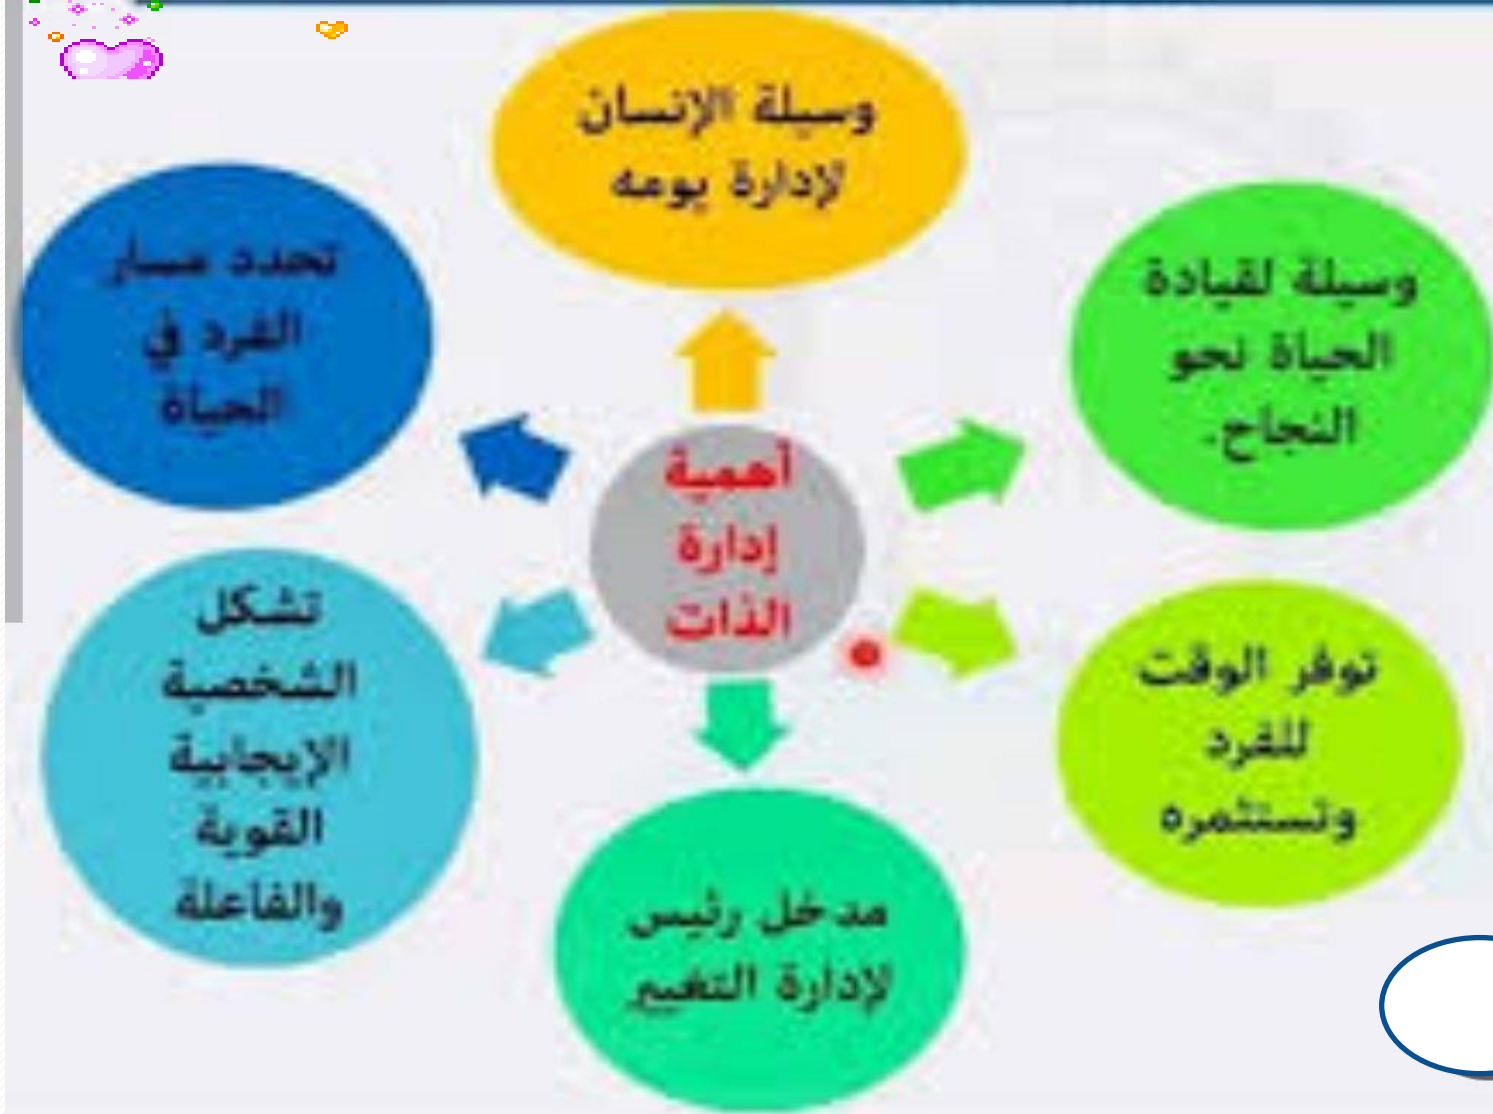 أهمية
إدارة
الذات
وسيلة الإنسان
لإدارة يومه
وسيلة لقيادة
الحياة نحو
النجاح.
توفر الوقت
للفرد
وتستثمره
مدخل رئيس
لإدارة التغيير
تشكل
الشخصية
الإيجابية
القوية
والفاعلة
تحدد مسار
الفرد في
الحياة